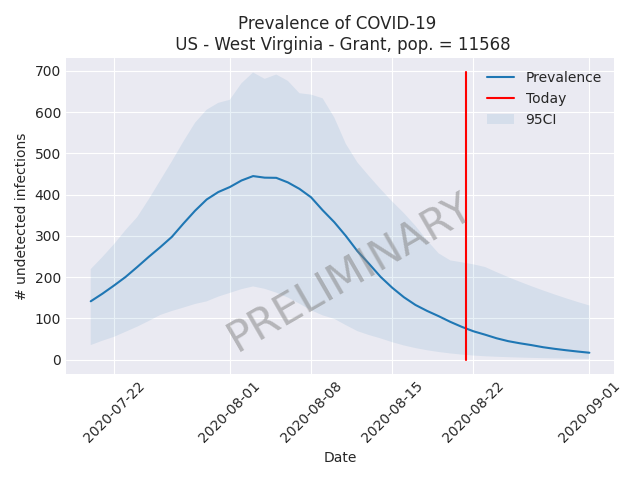 Prevalence of COVID-19
US - West Virginia - Grant, pop. = 11568
700
600
500
400
300
200
100
0
# undetected infections
Prevalence
Today
95CI
PRELIMINARY
2020-07-22
2020-08-01
2020-08-08
2020-08-15
2020-08-22
2020-09-01
Date